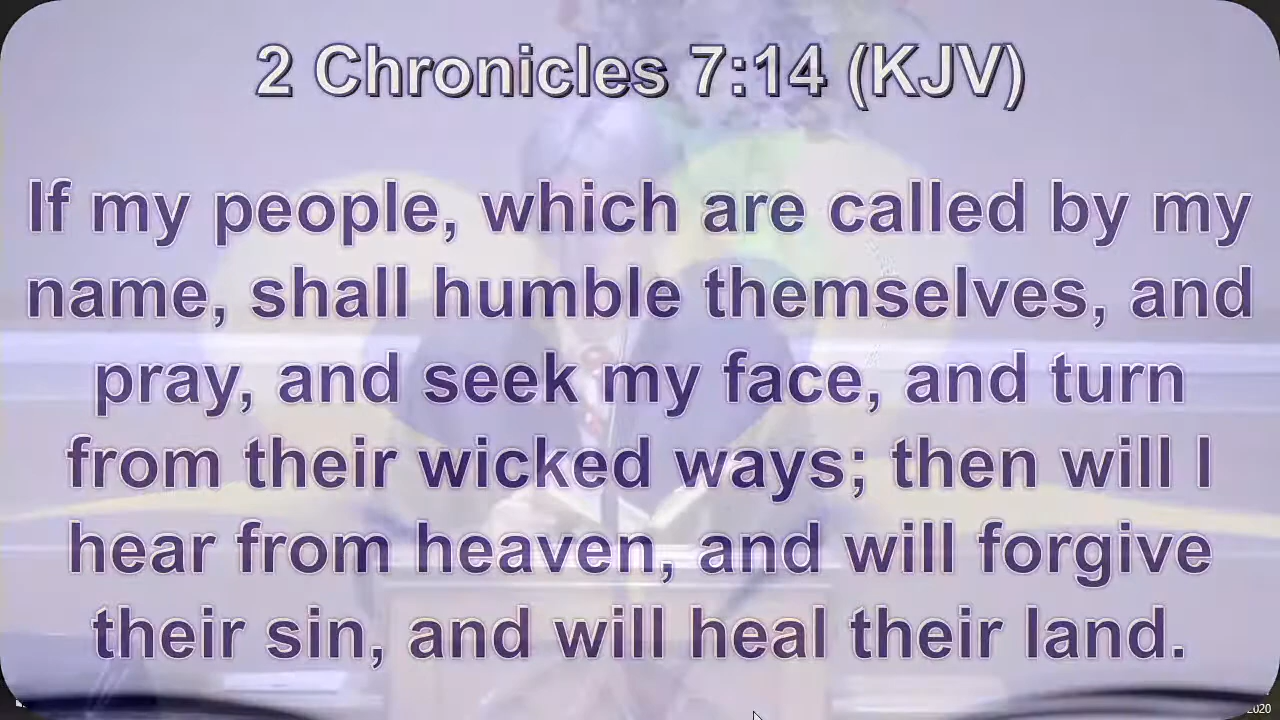 2 Chronicles 7:14 (KJV)
If my people, which are called by my
name, shall humble themselves, and
pray, and seek my face, and turn
from their wicked ways; then will I
hear from heaven, and will forgive
their sin, and will heal their land.
2020